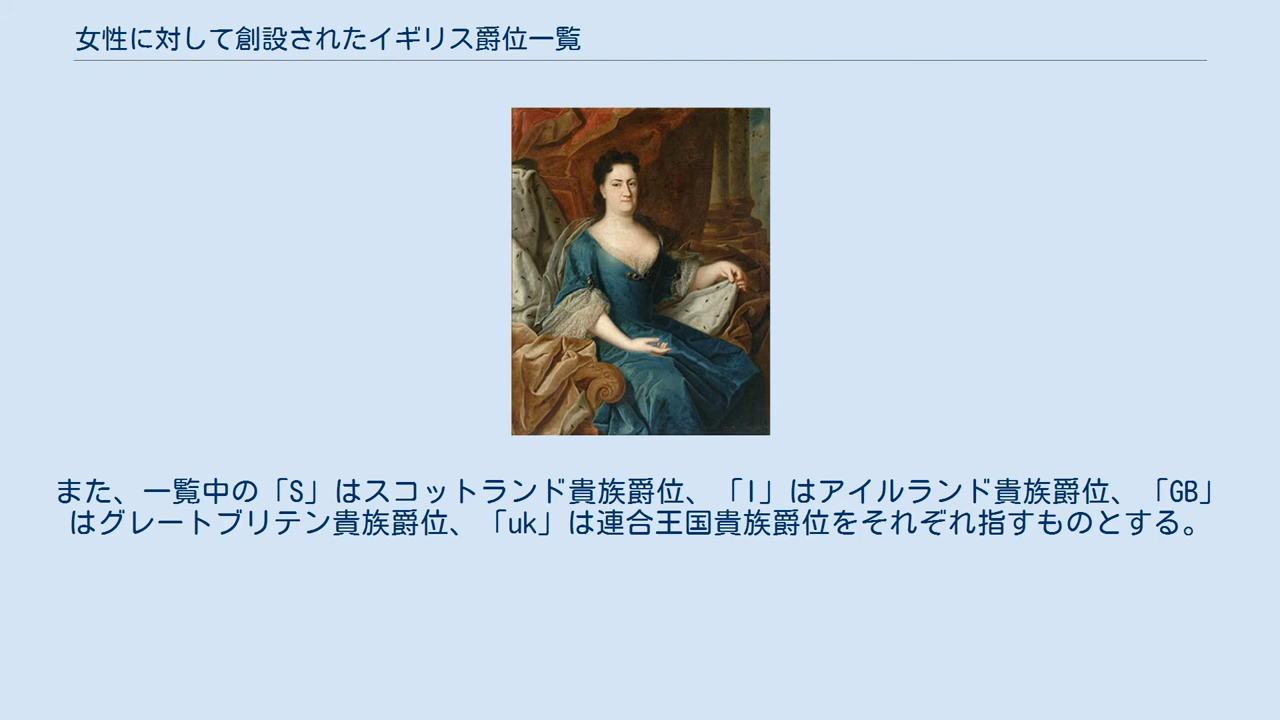 女性に対して創設されたイギリス爵位一覧
また、一覧中の「S」はスコットランド貴族爵位、「I」はアイルランド貴族爵位、「GB」
はグレートブリテン貴族爵位、「uk」は連合王国貴族爵位をそれぞれ指すものとする。